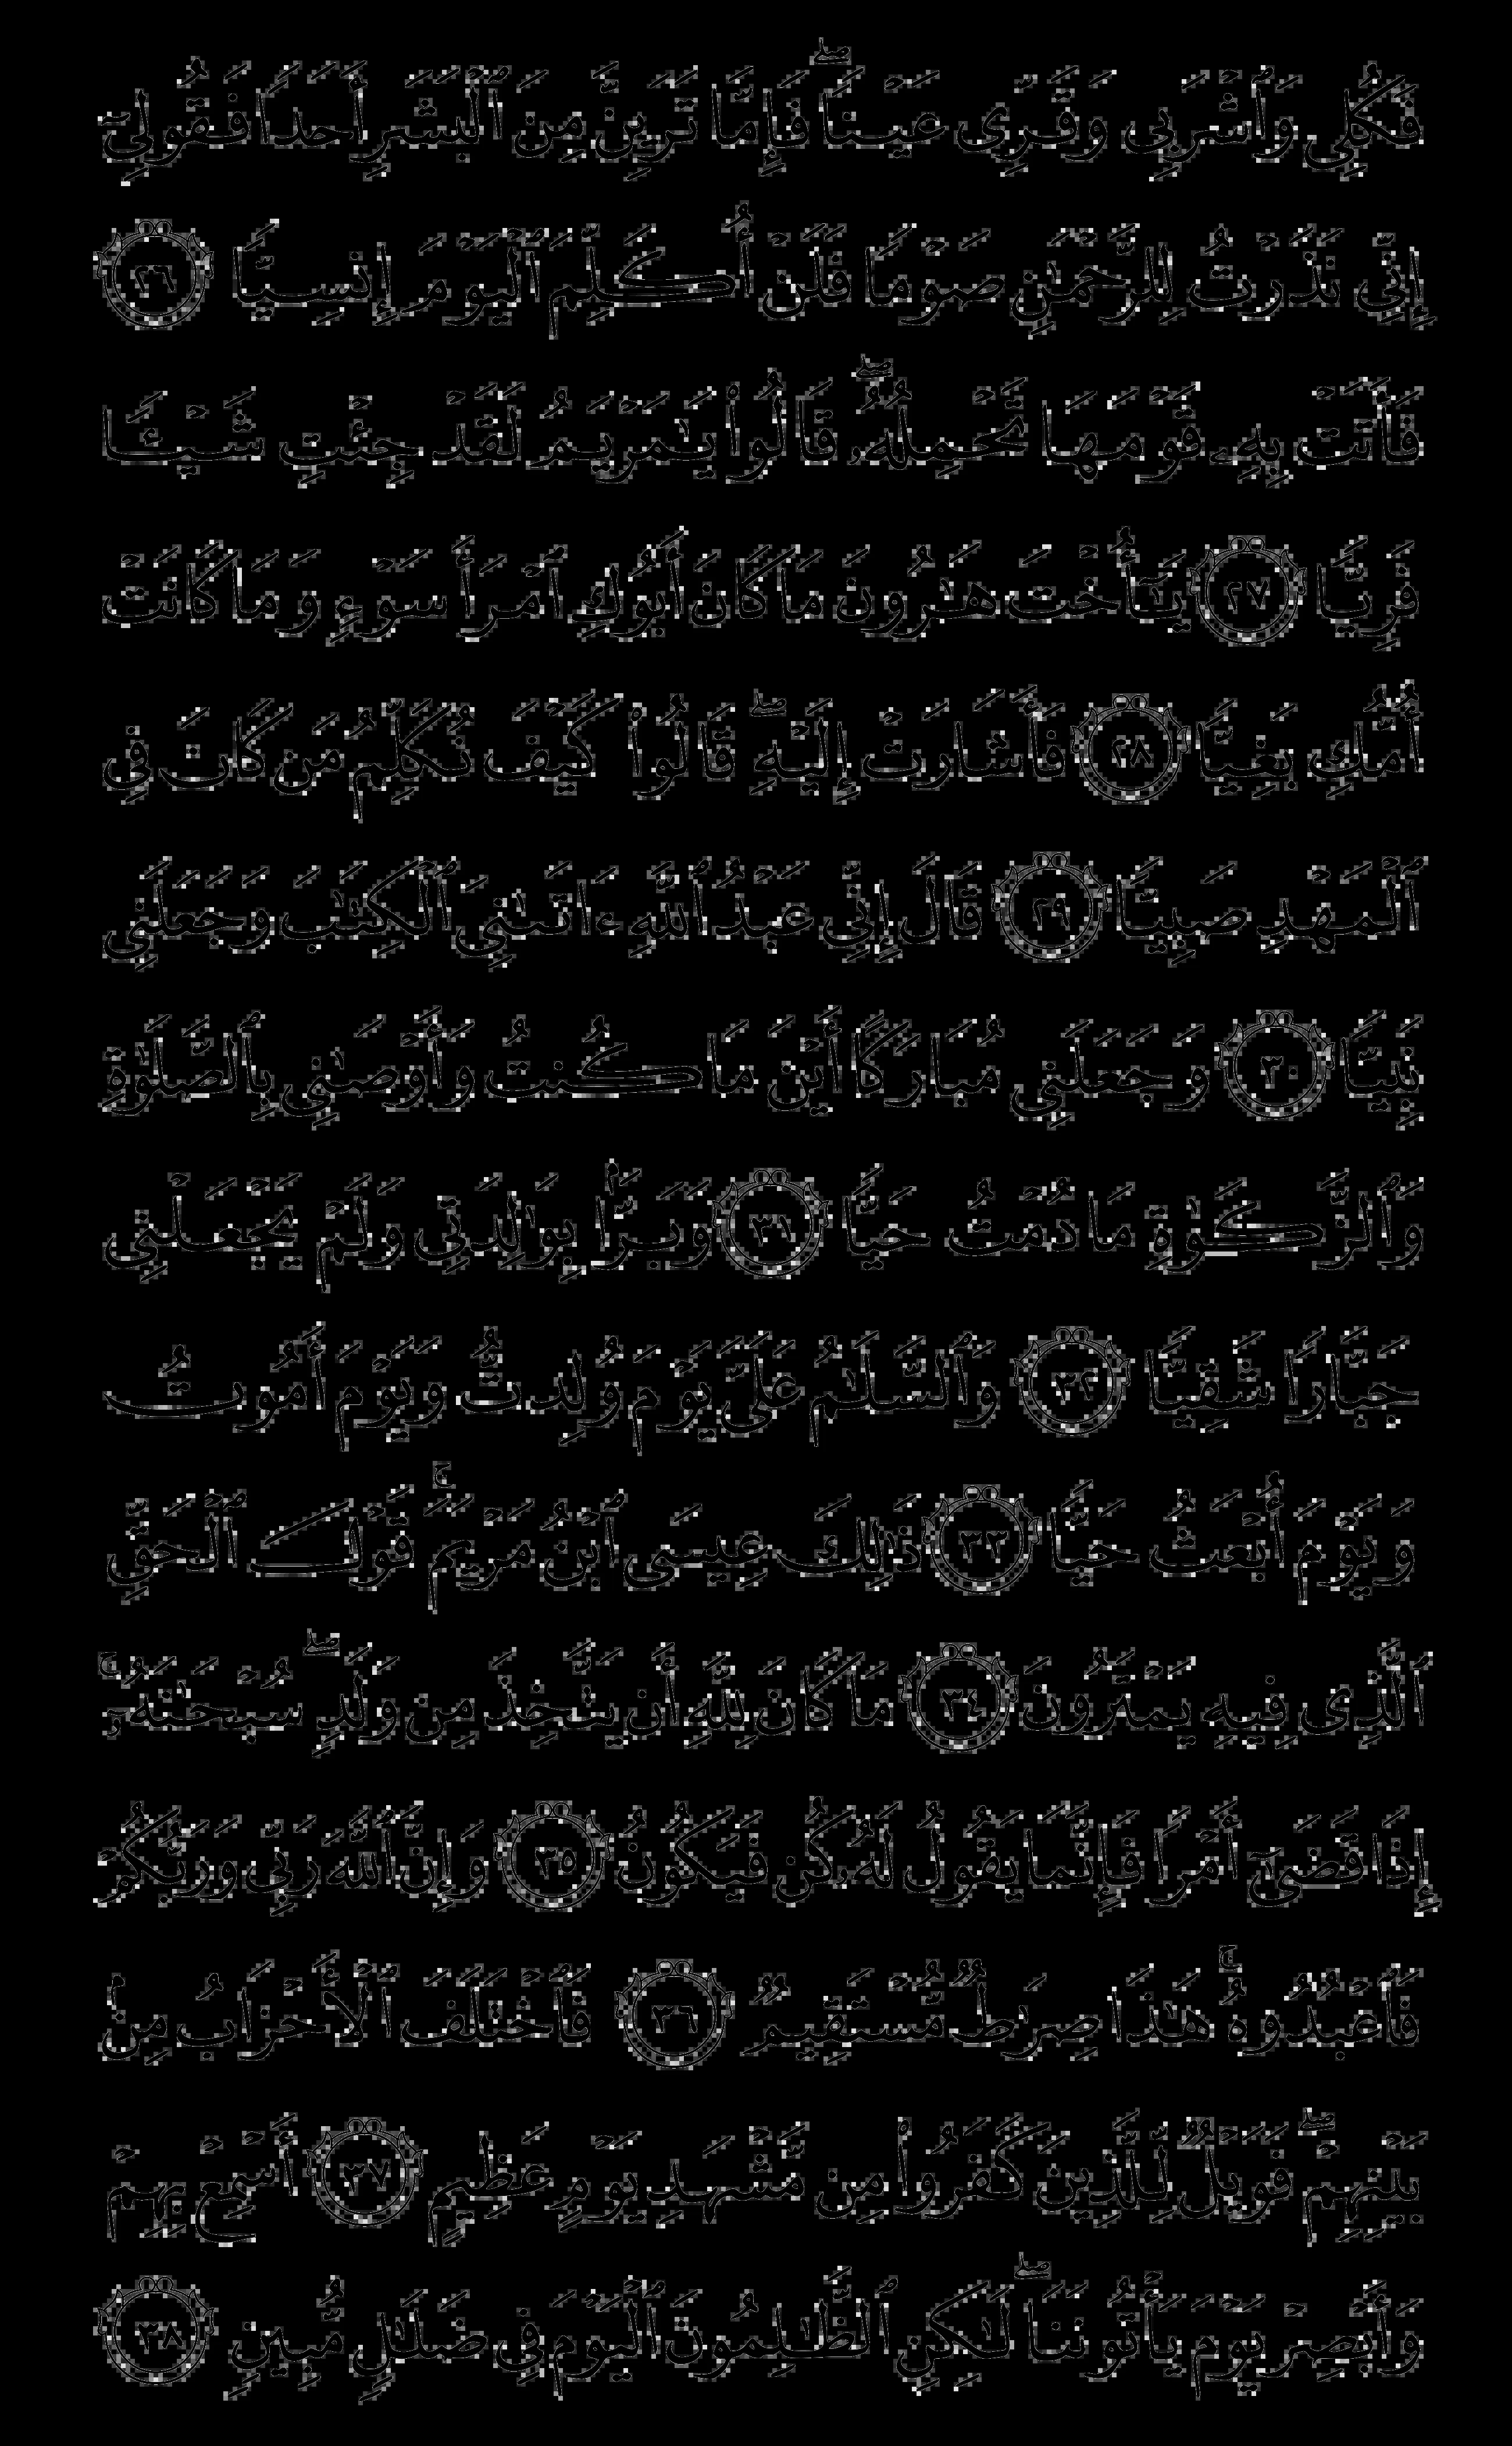 فَكُلِى وَٱشْرَبِى وَقَرِّى عَيْنًا ۖ فَإِمَّا تَرَيِنَّ مِنَ ٱلْبَشَرِ أَحَدًا فَقُولِىٓ
إِنِّى نَذَرْتُ لِلرَّحْمَٰنِ صَوْمًا فَلَنْ أُكَلِّمَ ٱلْيَوْمَ إِنسِيًّا ٢٦
فَأَتَتْ بِهِۦ قَوْمَهَا تَحْمِلُهُۥ ۖ قَالُوا۟ يَٰمَرْيَمُ لَقَدْ جِئْتِ شَيْـًٔا
فَرِيًّا ٢٧ يَٰٓأُخْتَ هَٰرُونَ مَا كَانَ أَبُوكِ ٱمْرَأَ سَوْءٍ وَمَا كَانَتْ
أُمُّكِ بَغِيًّا ٢٨ فَأَشَارَتْ إِلَيْهِ ۖ قَالُوا۟ كَيْفَ نُكَلِّمُ مَن كَانَ فِى
ٱلْمَهْدِ صَبِيًّا ٢٩ قَالَ إِنِّى عَبْدُ ٱللَّهِ ءَاتَىٰنِىَ ٱلْكِتَٰبَ وَجَعَلَنِى
نَبِيًّا ٣٠ وَجَعَلَنِى مُبَارَكًا أَيْنَ مَا كُنتُ وَأَوْصَٰنِى بِٱلصَّلَوٰةِ
وَٱلزَّكَوٰةِ مَا دُمْتُ حَيًّا ٣١ وَبَرًّۢا بِوَٰلِدَتِى وَلَمْ يَجْعَلْنِى
جَبَّارًا شَقِيًّا ٣٢ وَٱلسَّلَٰمُ عَلَىَّ يَوْمَ وُلِدتُّ وَيَوْمَ أَمُوتُ
وَيَوْمَ أُبْعَثُ حَيًّا ٣٣ ذَٰلِكَ عِيسَى ٱبْنُ مَرْيَمَ ۚ قَوْلَ ٱلْحَقِّ
ٱلَّذِى فِيهِ يَمْتَرُونَ ٣٤ مَا كَانَ لِلَّهِ أَن يَتَّخِذَ مِن وَلَدٍ ۖ سُبْحَٰنَهُۥٓ ۚ
إِذَا قَضَىٰٓ أَمْرًا فَإِنَّمَا يَقُولُ لَهُۥ كُن فَيَكُونُ ٣٥ وَإِنَّ ٱللَّهَ رَبِّى وَرَبُّكُمْ
فَٱعْبُدُوهُ ۚ هَٰذَا صِرَٰطٌ مُّسْتَقِيمٌ ٣٦ فَٱخْتَلَفَ ٱلْأَحْزَابُ مِنۢ
بَيْنِهِمْ ۖ فَوَيْلٌ لِّلَّذِينَ كَفَرُوا۟ مِن مَّشْهَدِ يَوْمٍ عَظِيمٍ ٣٧ أَسْمِعْ بِهِمْ
وَأَبْصِرْ يَوْمَ يَأْتُونَنَا ۖ لَٰكِنِ ٱلظَّٰلِمُونَ ٱلْيَوْمَ فِى ضَلَٰلٍ مُّبِينٍ ٣٨